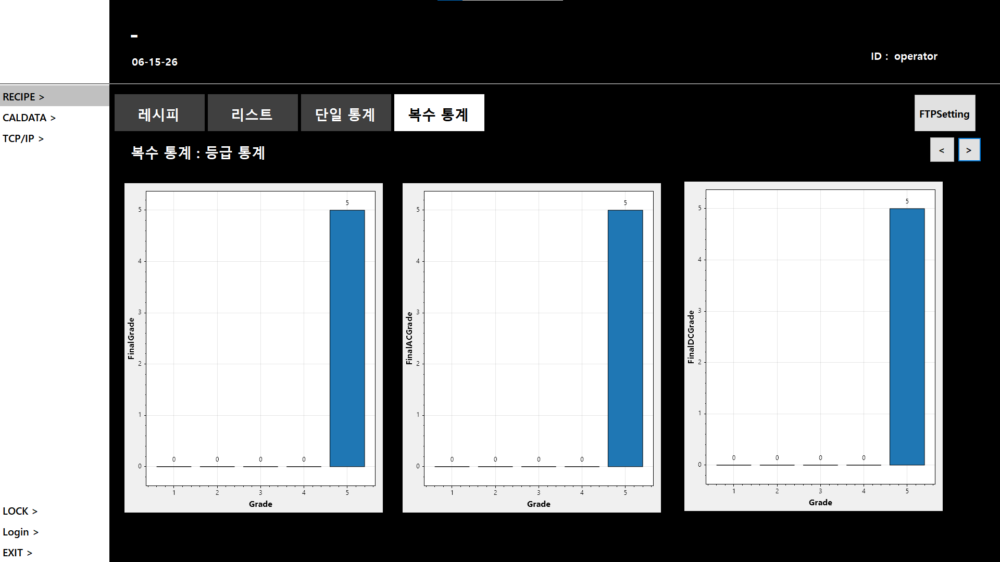 -
06-15-26
ID : operator
RECIPE >
CALDATA >
TCP/IP >
레시피
리스트
단일 통계
복수 통계
FTPSetting
복수 통계 : 등급 통계
<
>
FinalGrade
5
4
3
2
1
0
0
0
0
0
5
1
2
3
4
5
Grade
FinalACGrade
5
4
3
2
1
0
0
0
0
0
5
1
2
3
4
5
Grade
FinalDCGrade
5
4
3
2
1
0
0
0
0
0
5
1
2
3
4
5
Grade
LOCK >
Login >
EXIT >